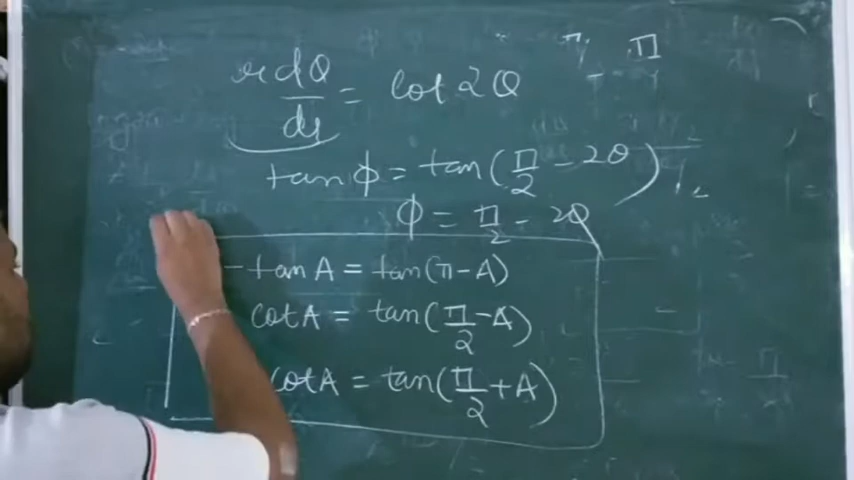 r dθ/dr = cot 2θ
tan φ = tan(π/2 - 2θ)
φ = π/2 - 2θ
-tan A = tan(π - A)
cot A = tan(π/2 - A)
cot A = tan(π/2 + A)